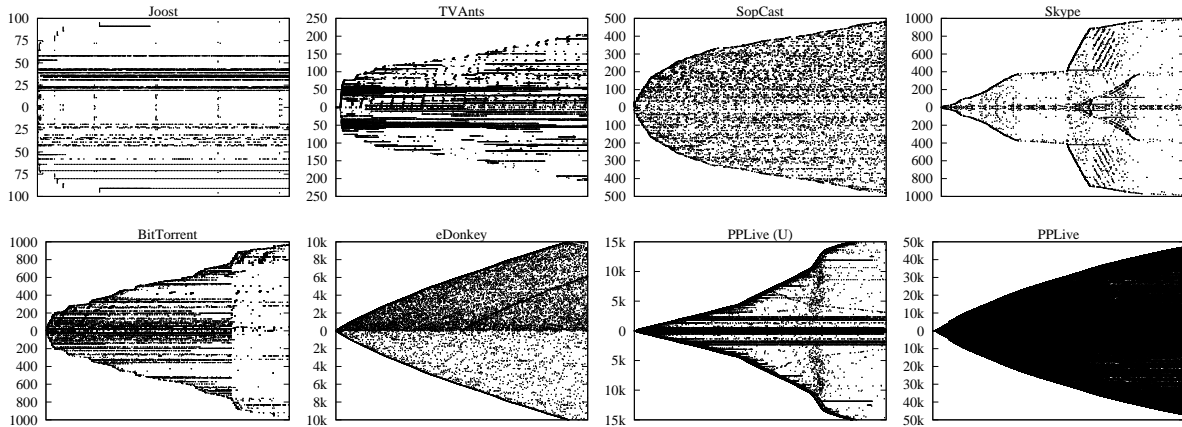 Joost TVAnts SopCast Skype
100 250 500 1000
75 200 400 800
50 150 300 600
25 100 200 400
0 50 100 200
25 0 0 0
50 50 100 200
75 100 200 400
100 150 300 600
200 400 800
250 500 1000
BitTorrent eDonkey PPLive (U) PPLive
1000 10k 15k 50k
800 8k 10k 40k
600 6k 5k 30k
400 4k 0 20k
200 2k 5k 10k
0 0 10k 0
200 2k 15k 10k
400 4k 20k
600 6k 30k
800 8k 40k
1000 10k 50k